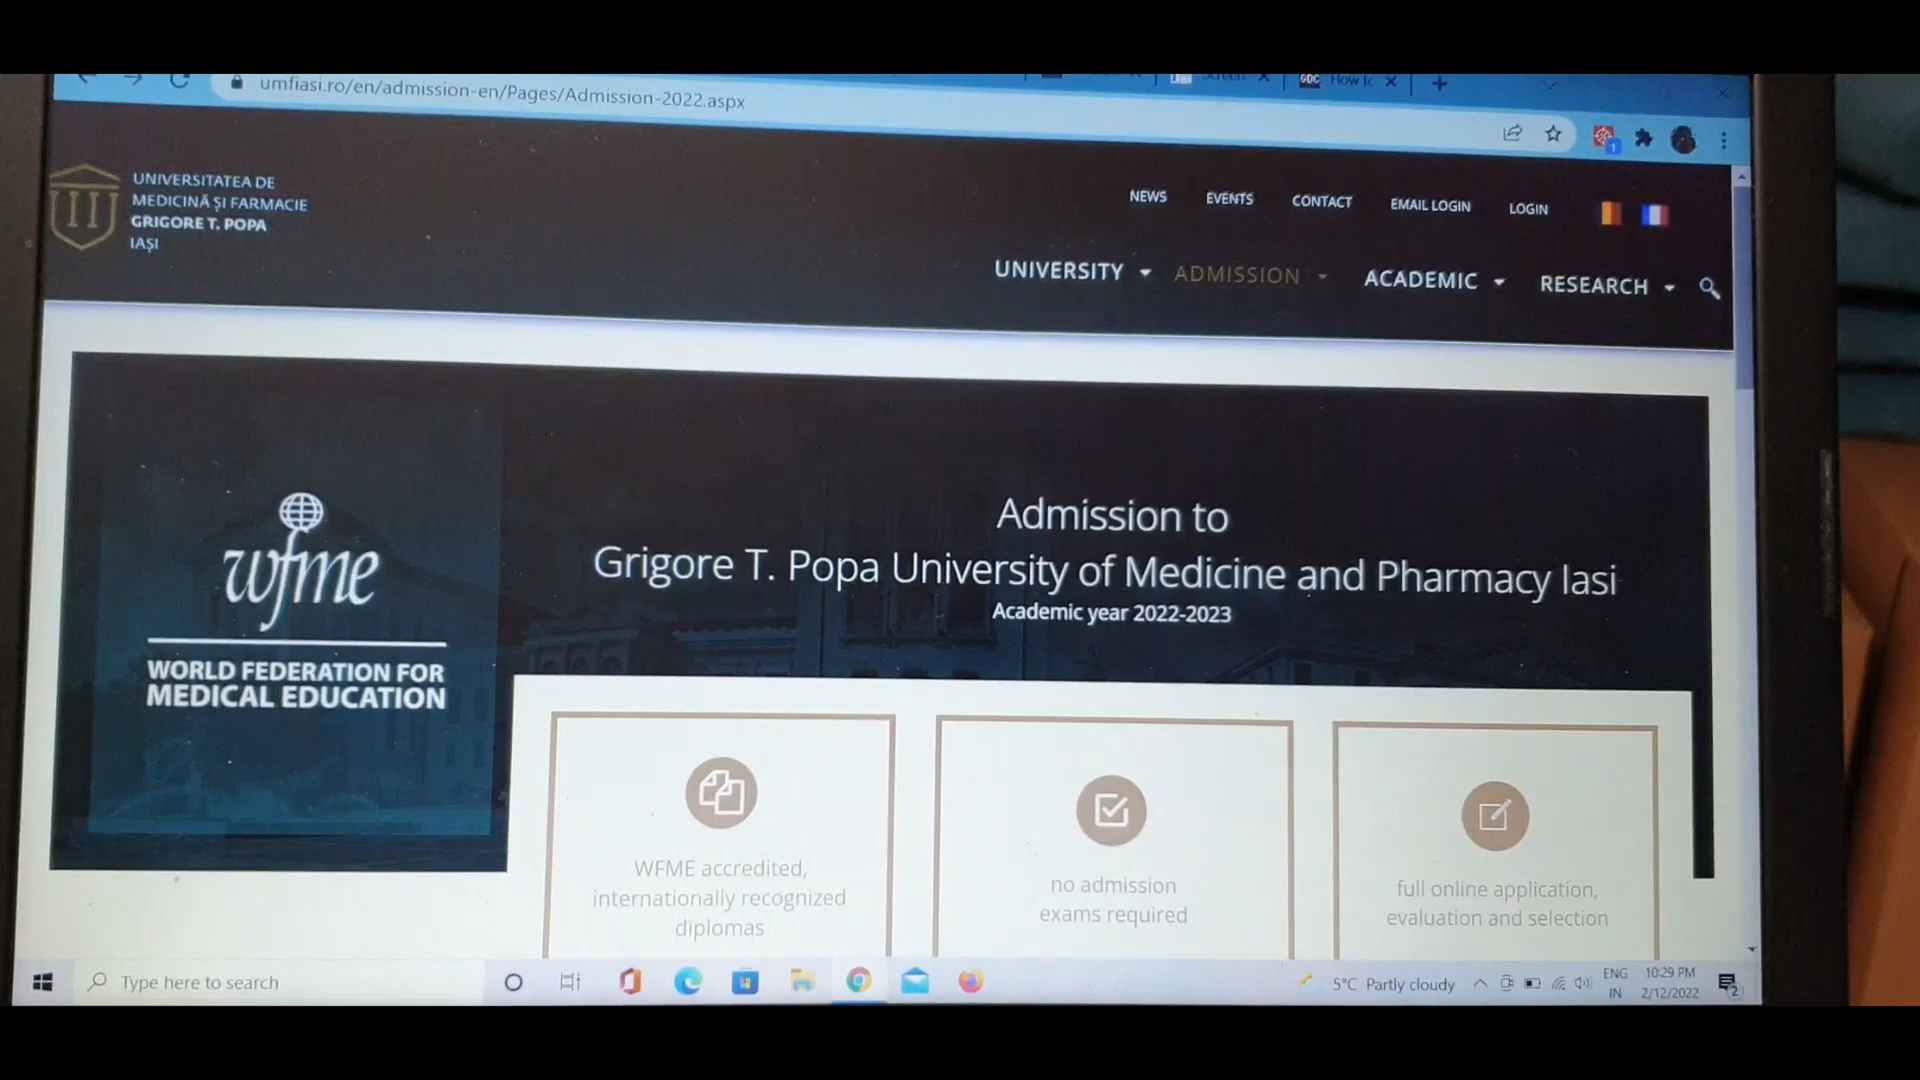 Screen
GDC How to
umfiasi.ro/en/admission-en/Pages/Admission-2022.aspx
1
UNIVERSITATEA DE
MEDICINĂ ȘI FARMACIE
GRIGORE T. POPA
IAȘI
NEWS EVENTS CONTACT EMAIL LOGIN LOGIN
UNIVERSITY ADMISSION ACADEMIC RESEARCH
wfme
WORLD FEDERATION FOR
MEDICAL EDUCATION
Admission to
Grigore T. Popa University of Medicine and Pharmacy Iasi
Academic year 2022-2023
WFME accredited,
internationally recognized
diplomas
no admission
exams required
full online application,
evaluation and selection
Type here to search
5°C Partly cloudy
ENG
IN
10:29 PM
2/12/2022
2